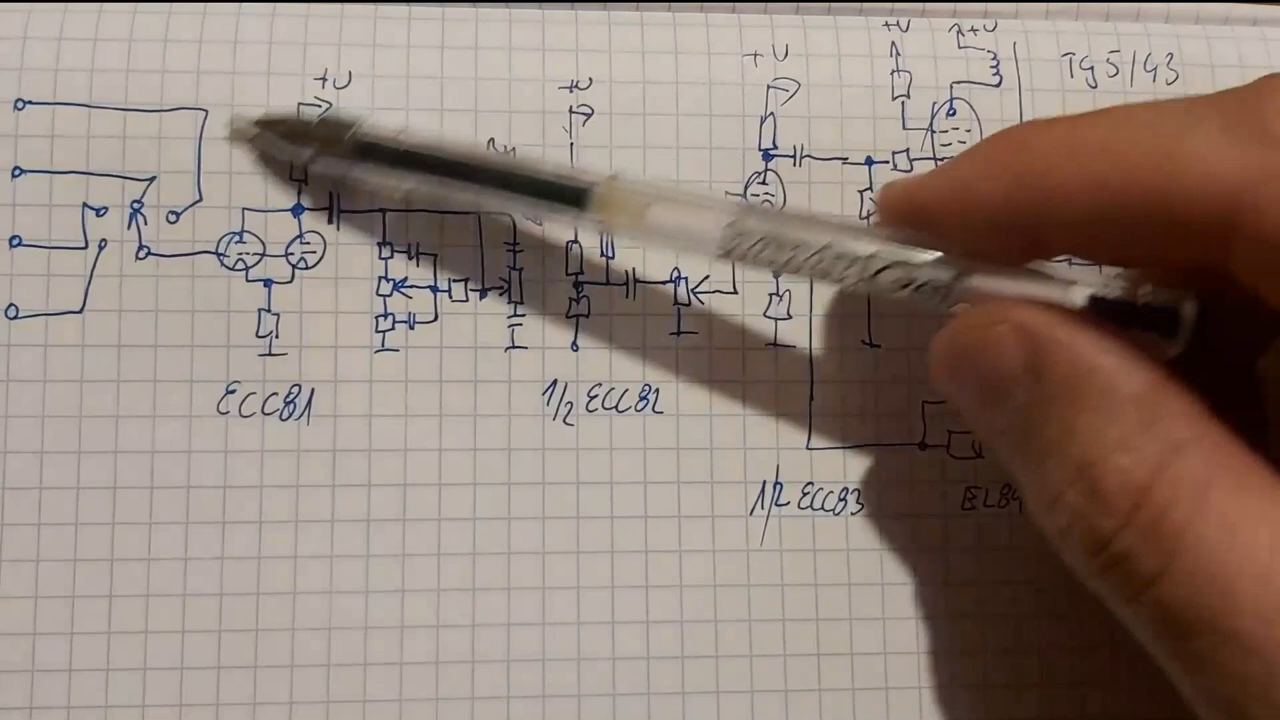 +U
+U
+U
+U
+U
TG5/43
ECC81
1/2 ECC82
1/2 ECC83
EL84